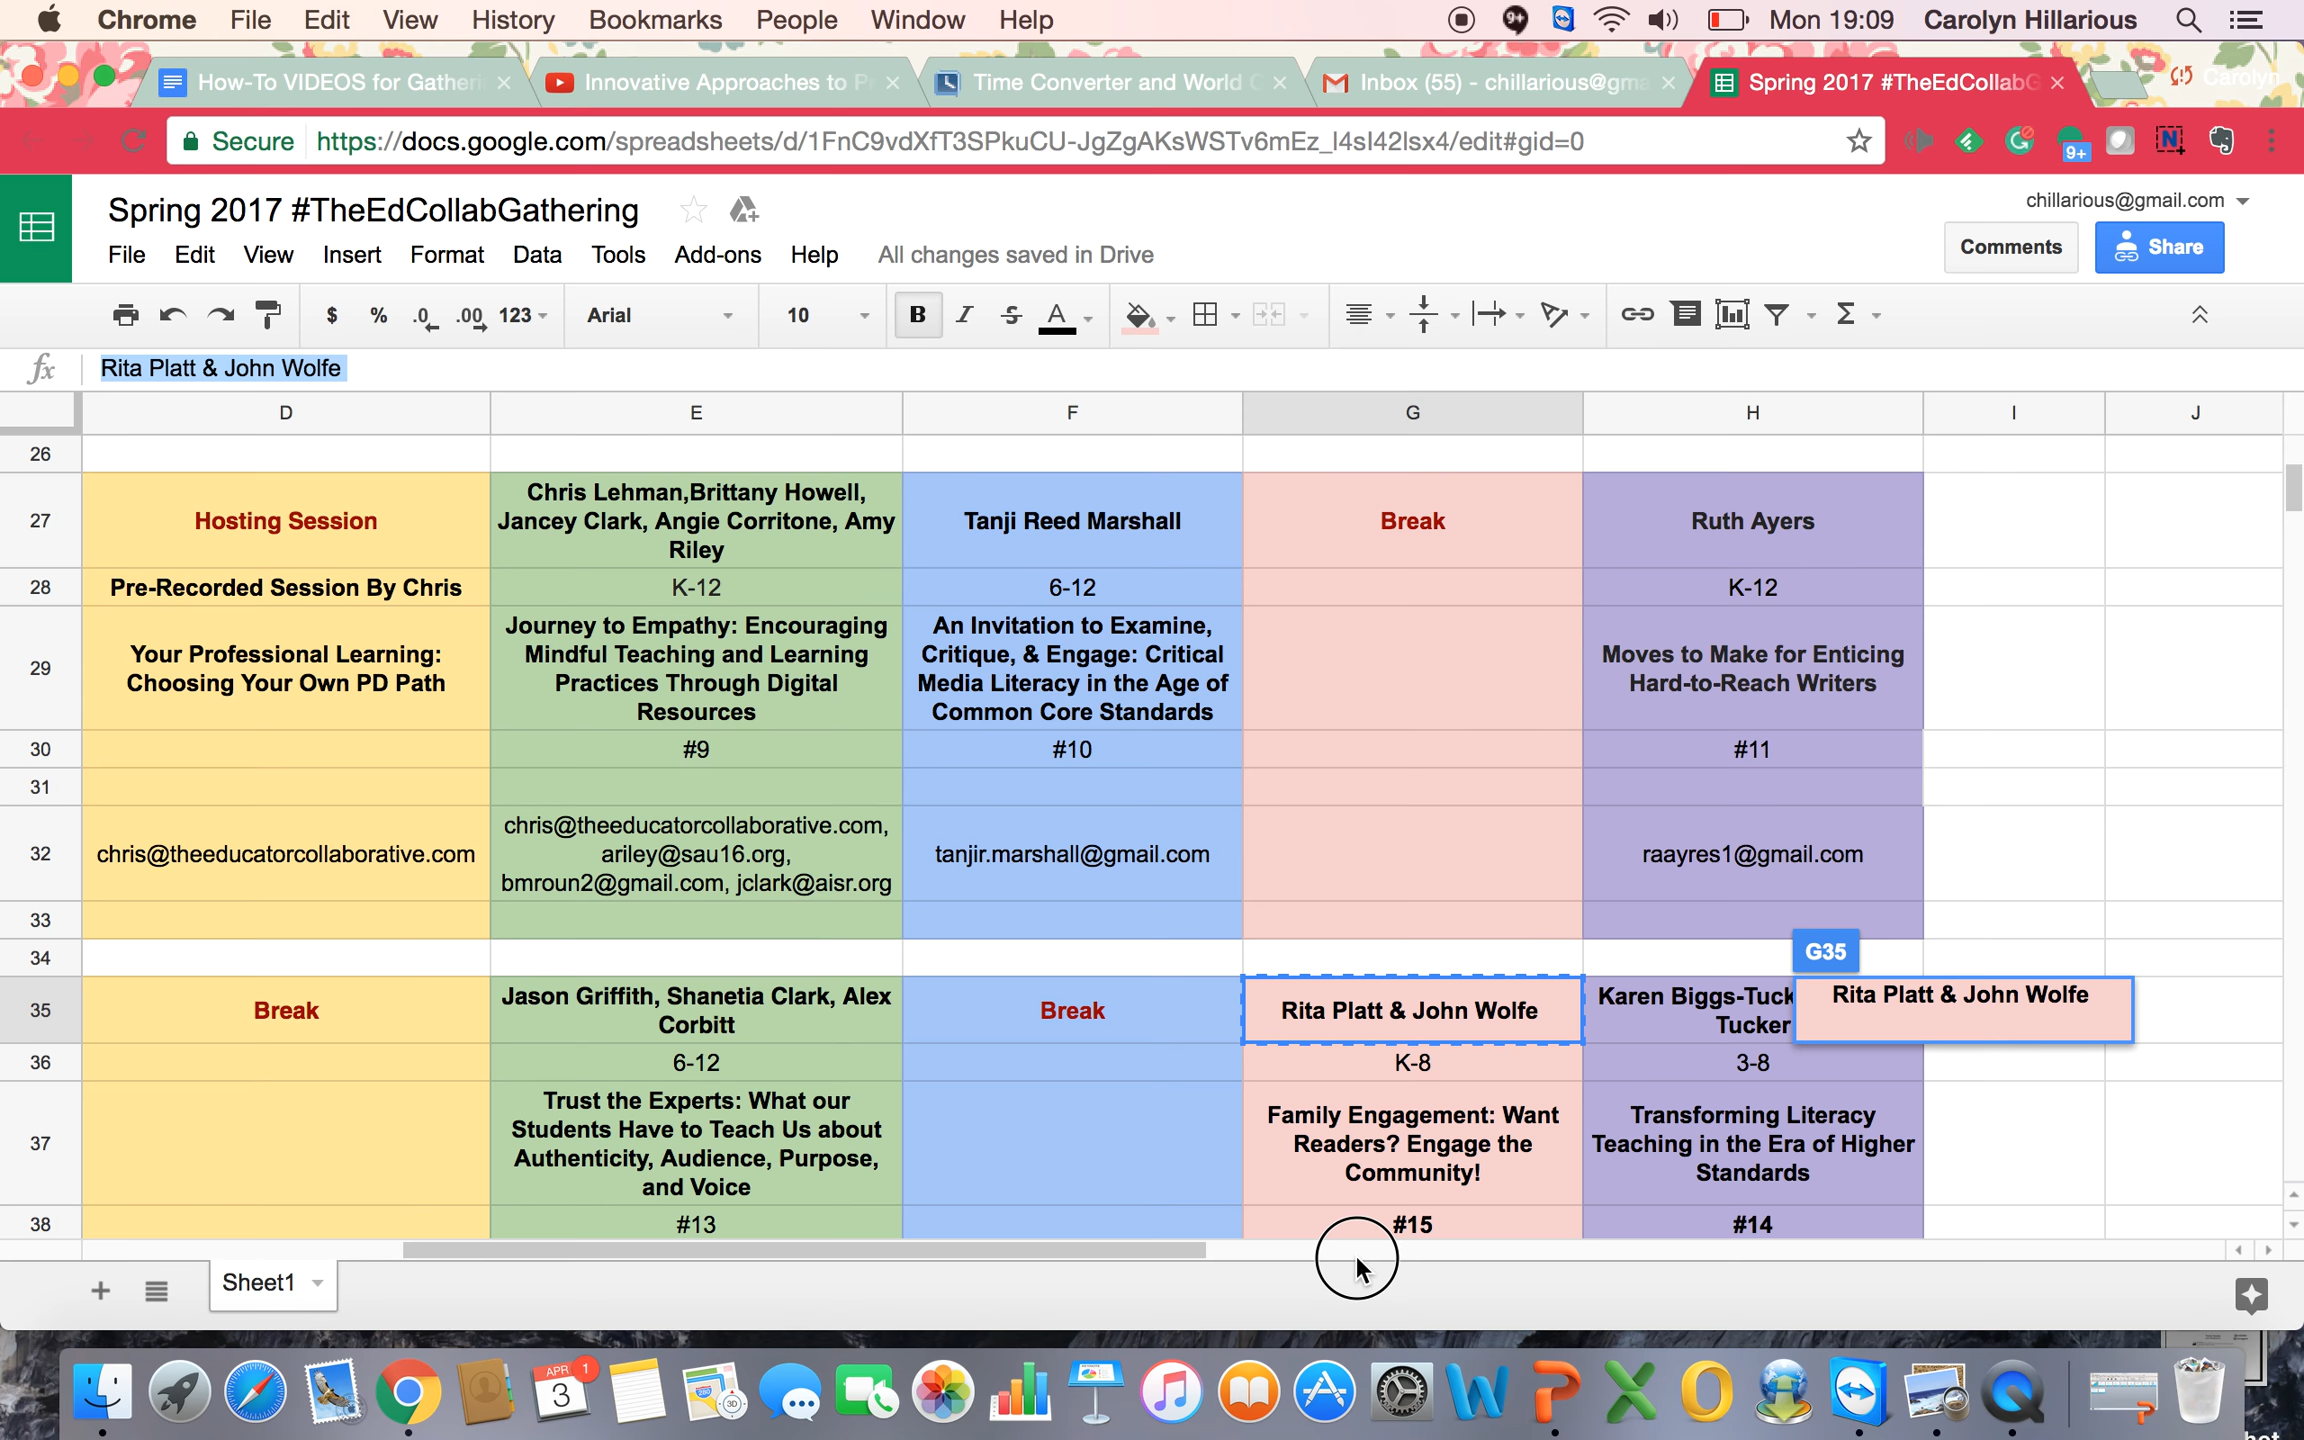 Chrome File Edit View History Bookmarks People Window Help 9+ Mon 19:09 Carolyn Hillarious
How-To VIDEOS for Gatheri Innovative Approaches to P Time Converter and World C Inbox (55) - chillarious@gma Spring 2017 #TheEdCollabG Carolyn
Secure https://docs.google.com/spreadsheets/d/1FnC9vdXfT3SPkuCU-JgZgAKsWSTv6mEz_l4sl42lsx4/edit#gid=0 9+
Spring 2017 #TheEdCollabGathering chillarious@gmail.com
File Edit View Insert Format Data Tools Add-ons Help All changes saved in Drive Comments Share
$ % .0 .00 123 Arial 10 B I S A Σ
fx Rita Platt & John Wolfe
D E F G H I J
26
27 Hosting Session
Chris Lehman,Brittany Howell,
Jancey Clark, Angie Corritone, Amy
Riley
Tanji Reed Marshall
Break
Ruth Ayers
28 Pre-Recorded Session By Chris K-12 6-12 K-12
29
Your Professional Learning:
Choosing Your Own PD Path
Journey to Empathy: Encouraging
Mindful Teaching and Learning
Practices Through Digital
Resources
An Invitation to Examine,
Critique, & Engage: Critical
Media Literacy in the Age of
Common Core Standards
Moves to Make for Enticing
Hard-to-Reach Writers
30 #9 #10 #11
31
32 chris@theeducatorcollaborative.com
chris@theeducatorcollaborative.com,
ariley@sau16.org,
bmroun2@gmail.com, jclark@aisr.org
tanjir.marshall@gmail.com
raayres1@gmail.com
33
34
G35
35 Break
Jason Griffith, Shanetia Clark, Alex
Corbitt
Break
Rita Platt & John Wolfe
Karen Biggs-Tuck
Tucker
Rita Platt & John Wolfe
36 6-12 K-8 3-8
37
Trust the Experts: What our
Students Have to Teach Us about
Authenticity, Audience, Purpose,
and Voice
Family Engagement: Want
Readers? Engage the
Community!
Transforming Literacy
Teaching in the Era of Higher
Standards
38 #13 #15 #14
Sheet1
APR 3 1